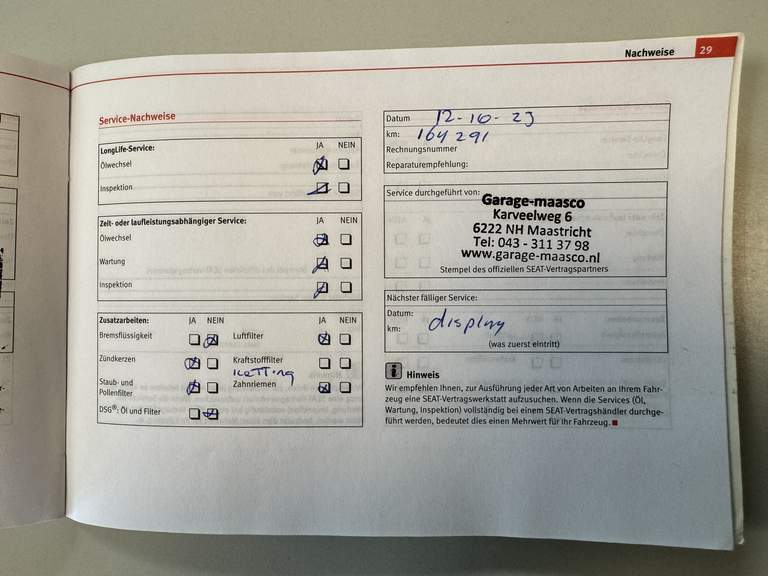 Nachweise 29
Service-Nachweise
LongLife-Service: JA NEIN
Ölwechsel
Inspektion
Zeit- oder laufleistungsabhängiger Service: JA NEIN
Ölwechsel
Wartung
Inspektion
Zusatzarbeiten: JA NEIN JA NEIN
Bremsflüssigkeit Luftfilter
Zündkerzen Kraftstofffilter
ketting
Staub- und Pollenfilter Zahnriemen
DSG®: Öl und Filter
Datum 12-10-23
km: 164291
Rechnungsnummer
Reparaturempfehlung:
Service durchgeführt von:
Garage-maasco
Karveelweg 6
6222 NH Maastricht
Tel: 043 - 311 37 98
www.garage-maasco.nl
Stempel des offiziellen SEAT-Vertragspartners
Nächster fälliger Service:
Datum:
display
km:
(was zuerst eintritt)
i Hinweis
Wir empfehlen Ihnen, zur Ausführung jeder Art von Arbeiten an Ihrem Fahr-
zeug eine SEAT-Vertragswerkstatt aufzusuchen. Wenn die Services (Öl,
Wartung, Inspektion) vollständig bei einem SEAT-Vertragshändler durchge-
führt werden, bedeutet dies einen Mehrwert für Ihr Fahrzeug.